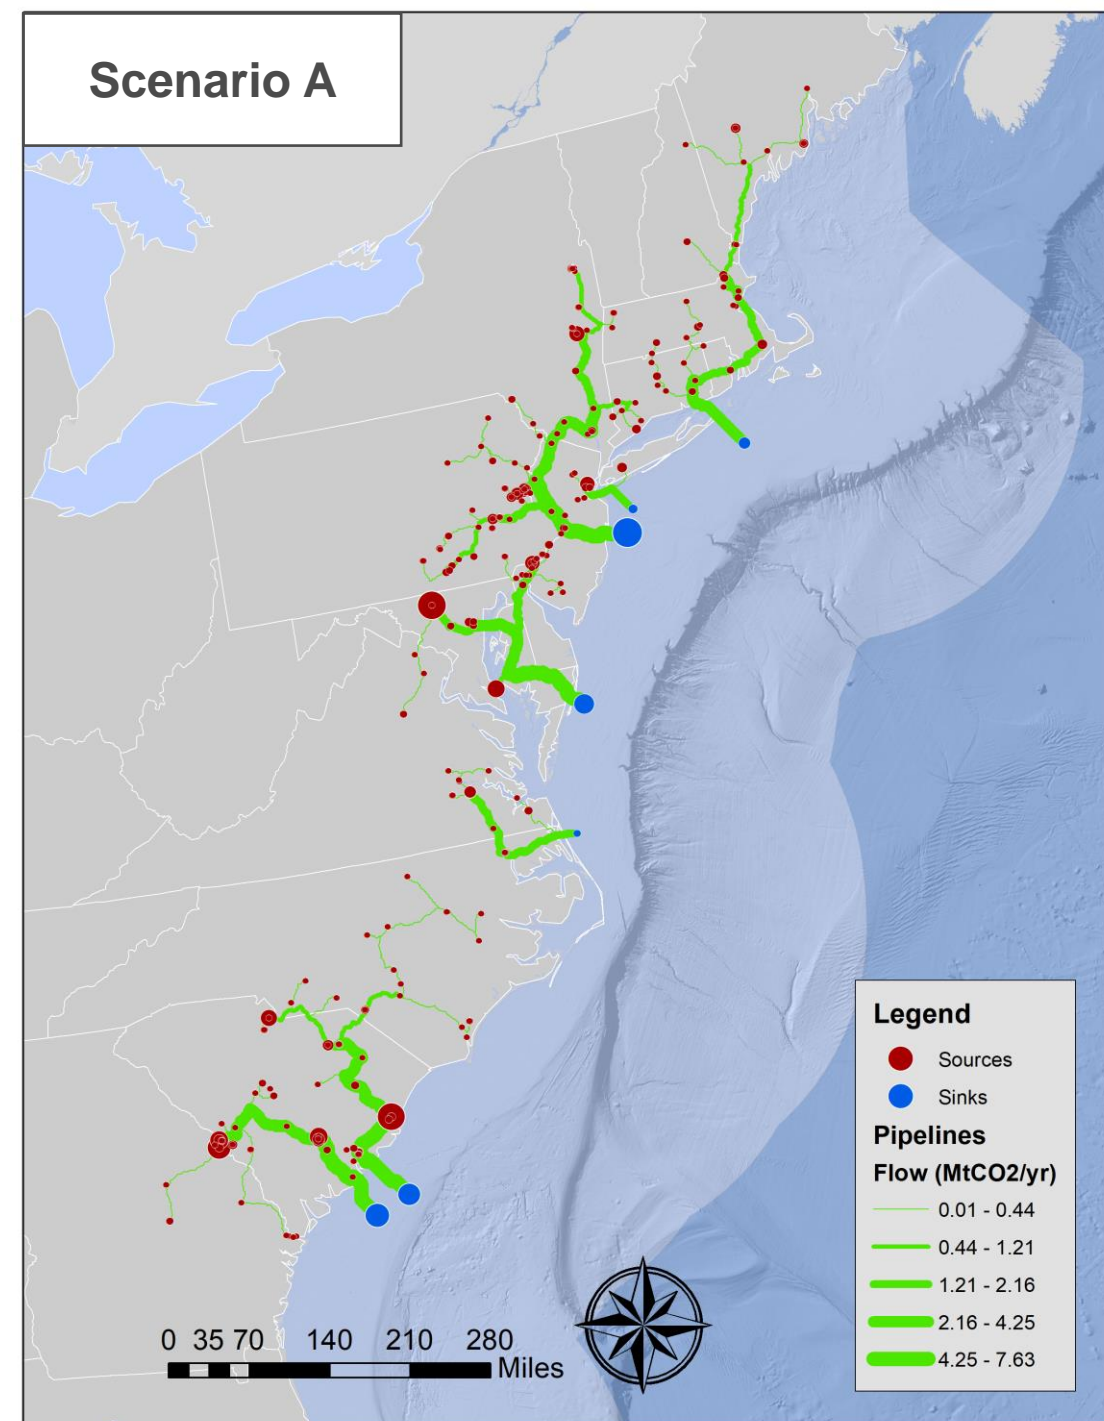 Scenario A
Legend
Sources
Sinks
Pipelines
Flow (MtCO2/yr)
0.01 - 0.44
0.44 - 1.21
1.21 - 2.16
2.16 - 4.25
4.25 - 7.63
0 35 70 140 210 280
Miles